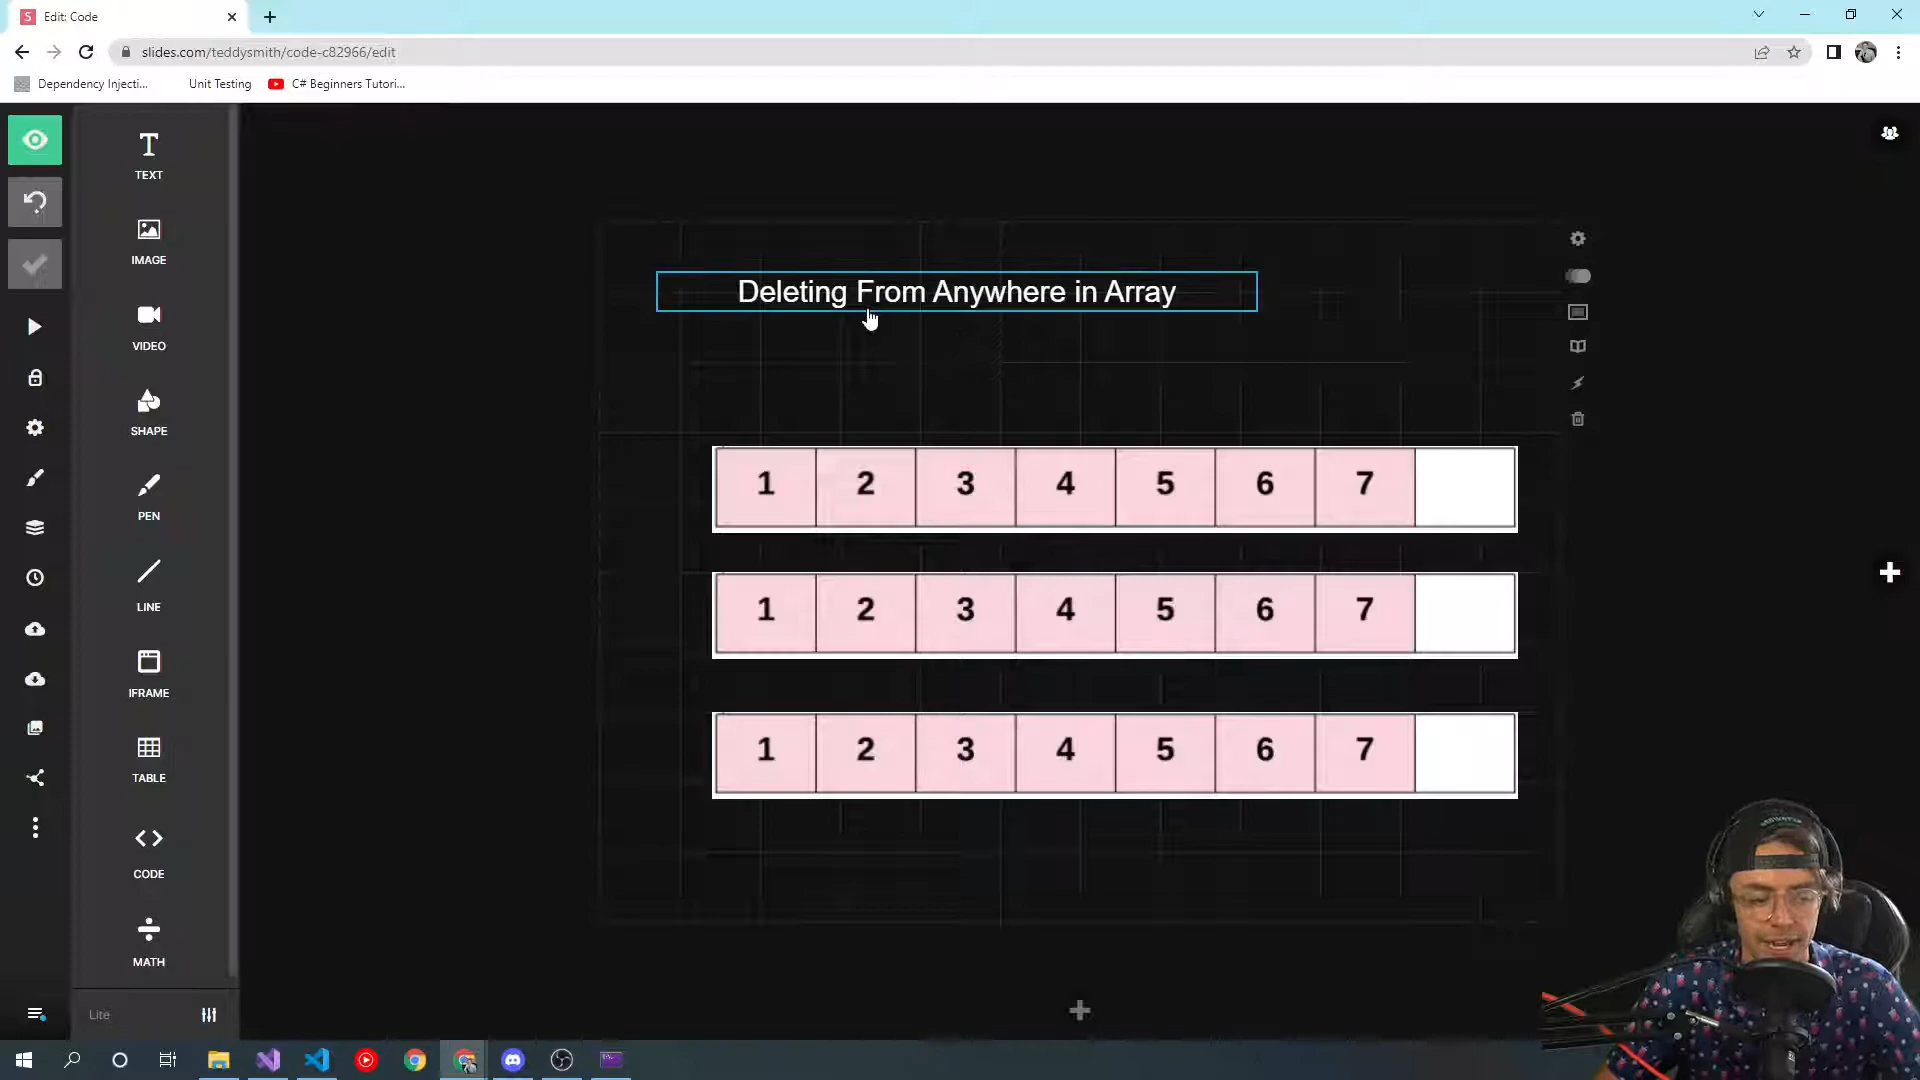 Edit: Code
slides.com/teddysmith/code-c82966/edit
Dependency Injecti... Unit Testing C# Beginners Tutori...
TEXT
IMAGE
VIDEO
SHAPE
PEN
LINE
IFRAME
TABLE
CODE
MATH
Lite
Deleting From Anywhere in Array
1 2 3 4 5 6 7
1 2 3 4 5 6 7
1 2 3 4 5 6 7